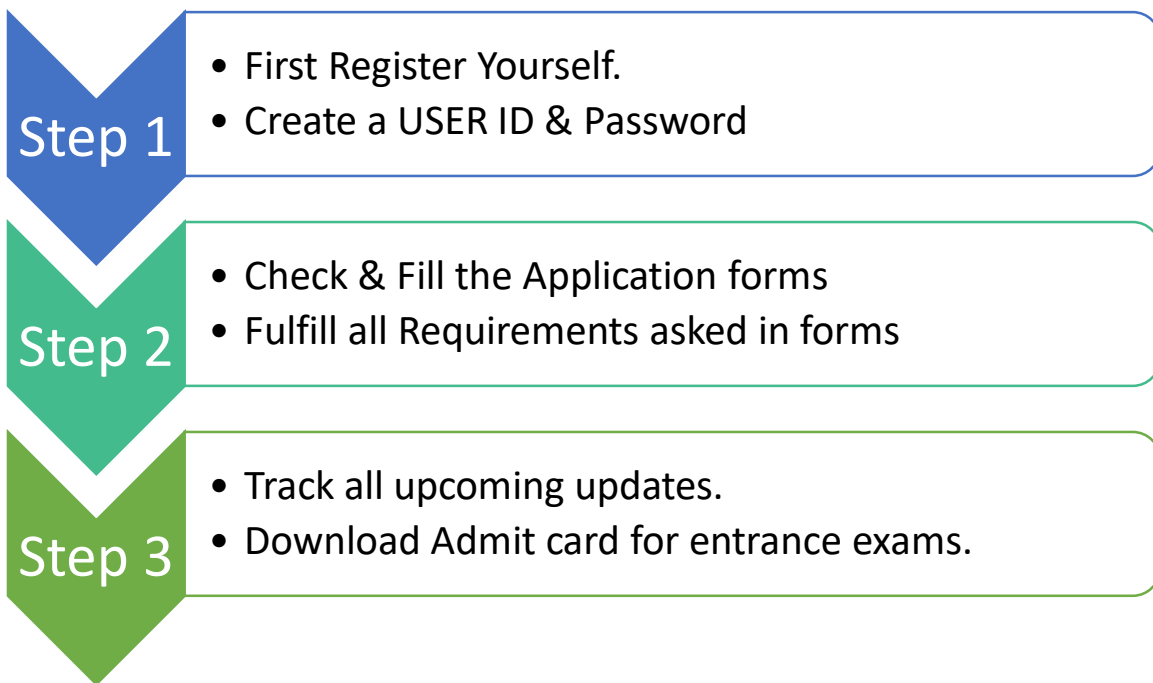 Step 1
• First Register Yourself.
• Create a USER ID & Password
Step 2
• Check & Fill the Application forms
• Fulfill all Requirements asked in forms
Step 3
• Track all upcoming updates.
• Download Admit card for entrance exams.